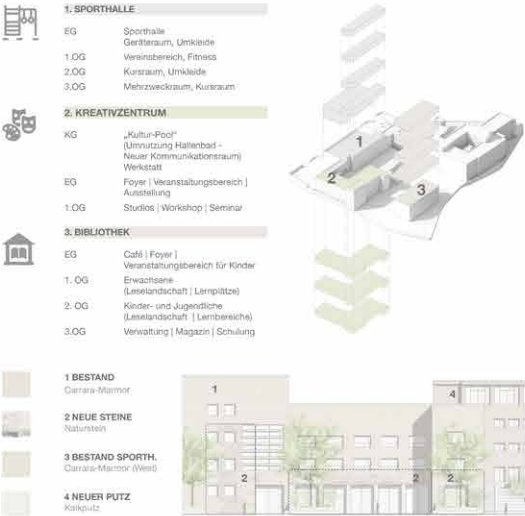 1. SPORTHALLE
EG Sporthalle
Geräteraum, Umkleide
1.OG Vereinsbereich, Fitness
2.OG Kursraum, Umkleide
3.OG Mehrzweckraum, Kursraum
2. KREATIVZENTRUM
KG „Kultur-Pool“
(Umnutzung Hallenbad -
Neuer Kommunikationsraum)
Werkstatt
EG Foyer | Veranstaltungsbereich |
Ausstellung
1.OG Studios | Workshop | Seminar
3. BIBLIOTHEK
EG Café | Foyer |
Veranstaltungsbereich für Kinder
1. OG Erwachsene
(Leselandschaft | Lernplätze)
2. OG Kinder- und Jugendliche
(Leselandschaft | Lernbereiche)
3.OG Verwaltung | Magazin | Schulung
1
2
3
1 BESTAND
Carrara-Marmor
2 NEUE STEINE
Naturstein
3 BESTAND SPORTH.
Carrara-Marmor (West)
4 NEUER PUTZ
Kalkputz
1
4
2
2
2